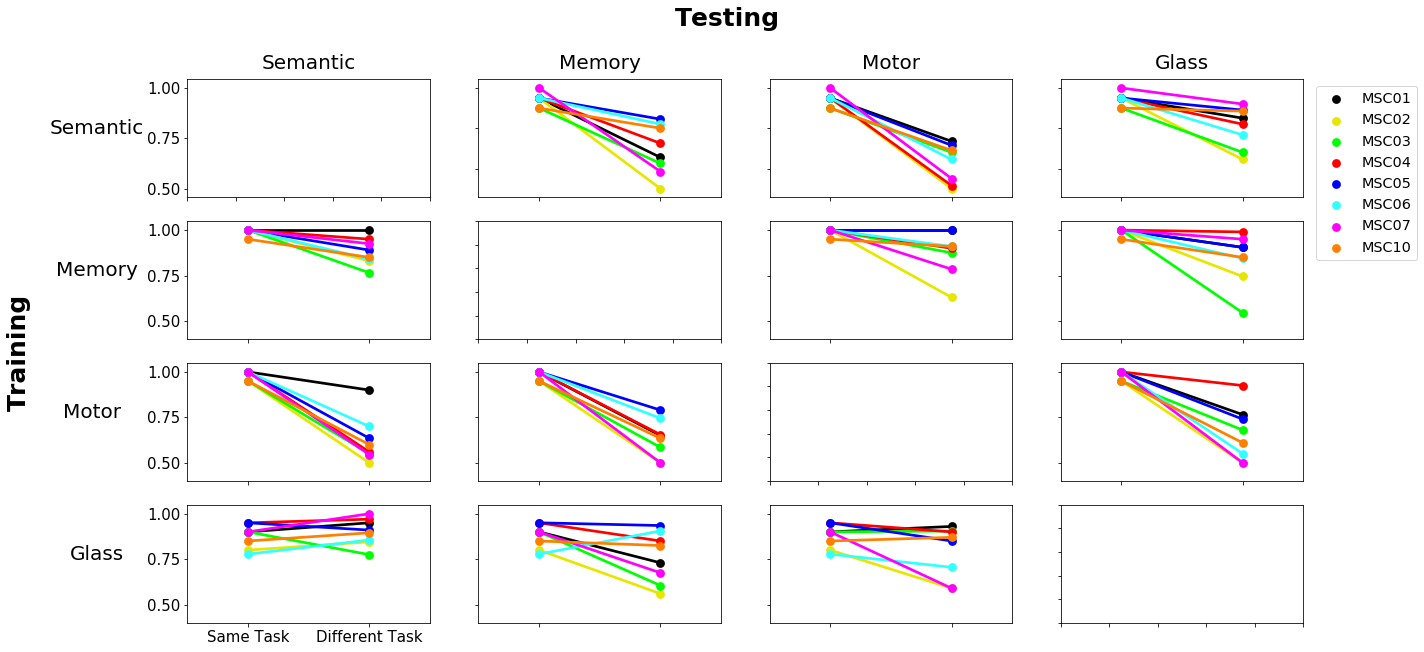 Testing
Semantic
Memory
Motor
Glass
Training
Semantic
1.00
0.75
0.50
Memory
1.00
0.75
0.50
Motor
1.00
0.75
0.50
Glass
1.00
0.75
0.50
Same Task
Different Task
MSC01
MSC02
MSC03
MSC04
MSC05
MSC06
MSC07
MSC10